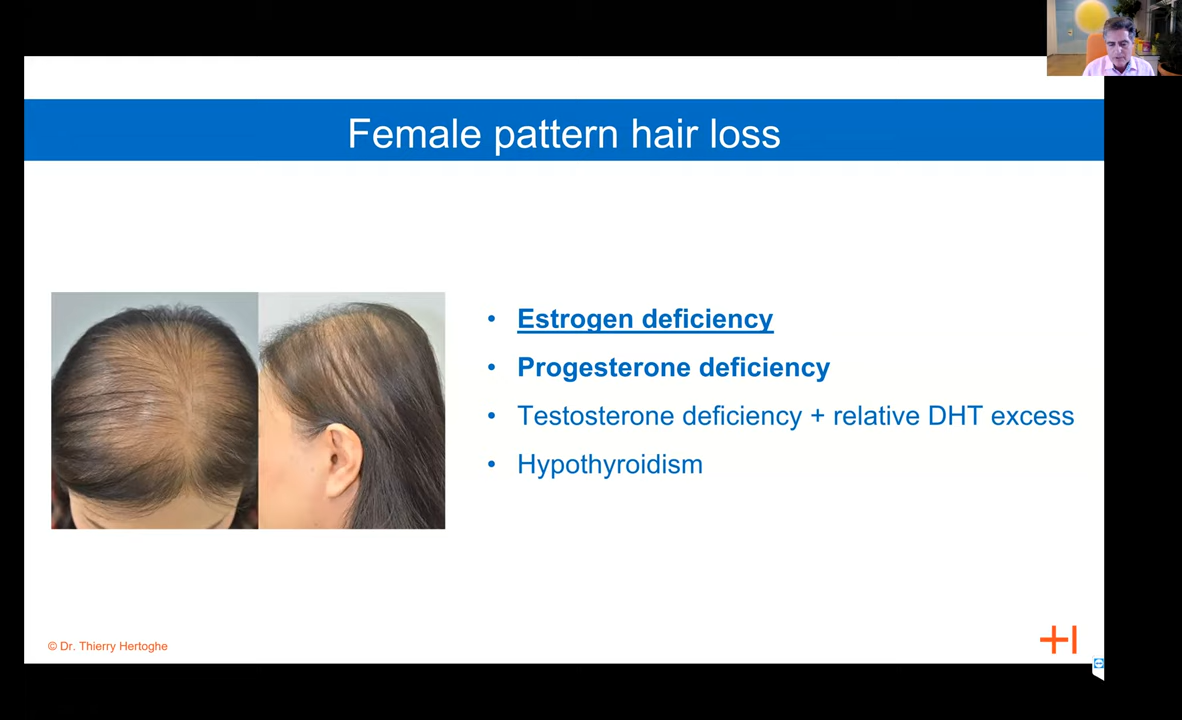 Female pattern hair loss
• Estrogen deficiency
• Progesterone deficiency
• Testosterone deficiency + relative DHT excess
• Hypothyroidism
© Dr. Thierry Hertoghe